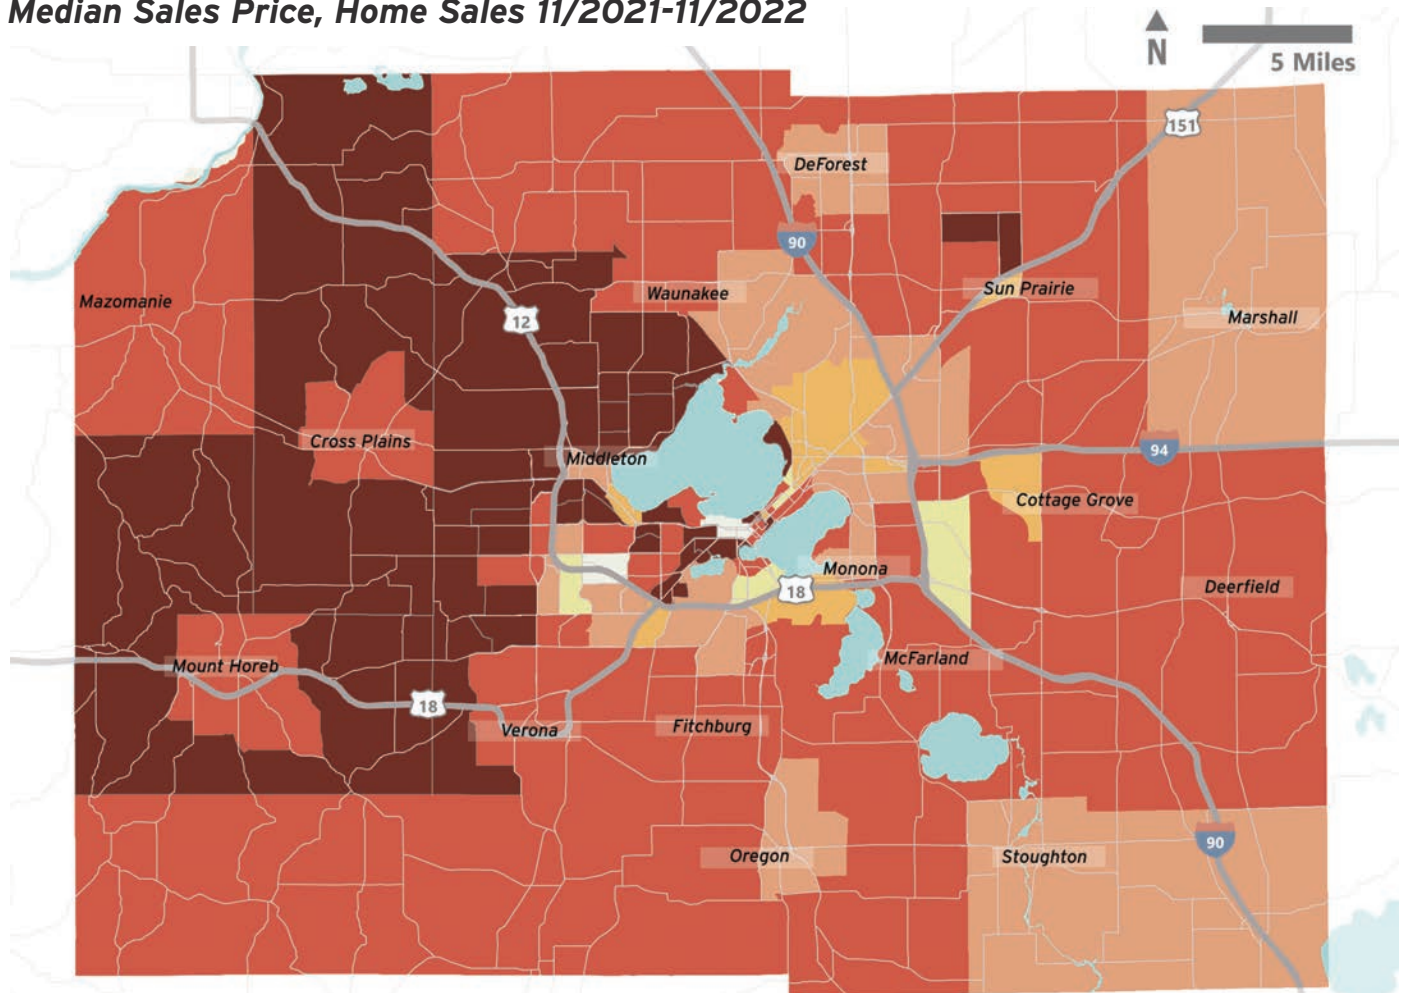 Median Sales Price, Home Sales 11/2021-11/2022
N
5 Miles
151
DeForest
90
Sun Prairie
Waunakee
Mazomanie
12
Marshall
Cross Plains
Middleton
94
Cottage Grove
Monona
18
Deerfield
McFarland
Mount Horeb
18
Verona
Fitchburg
90
Oregon
Stoughton